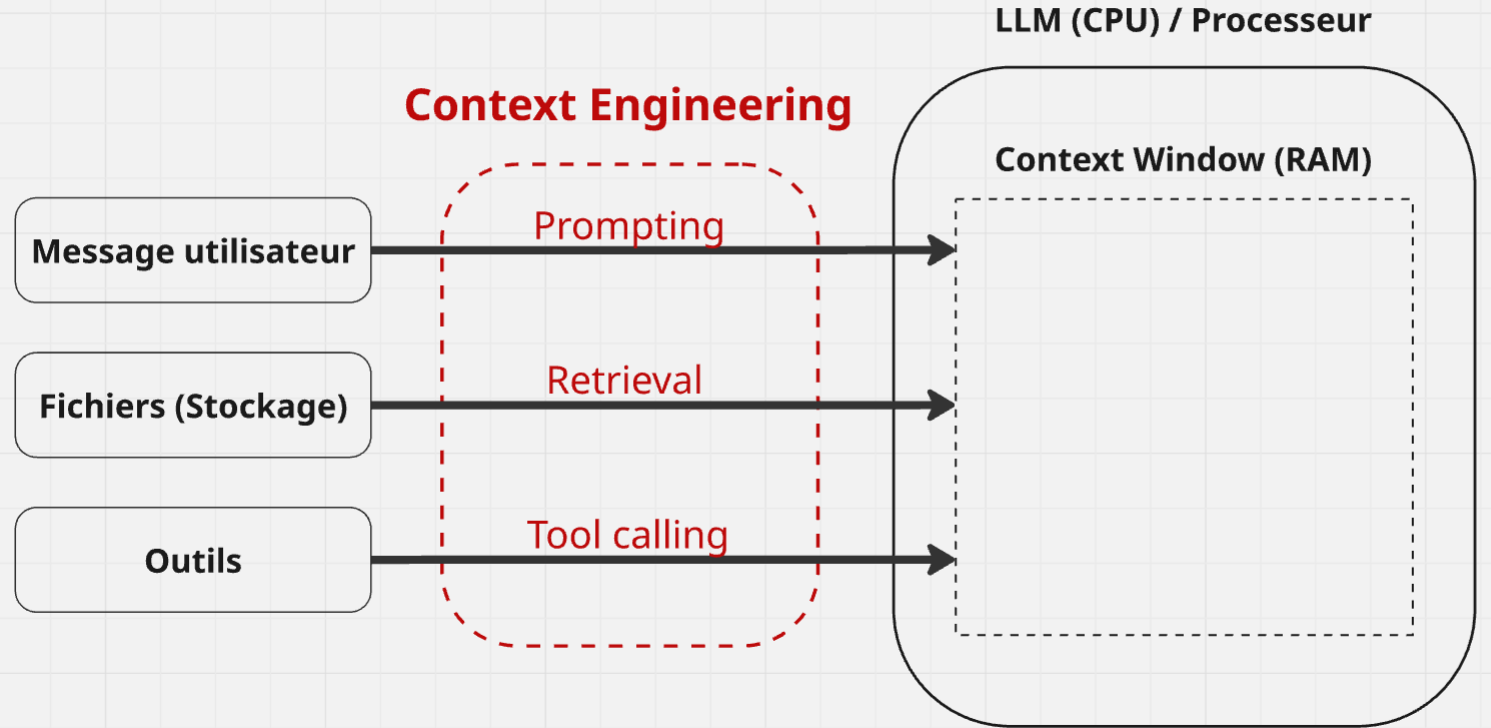 LLM (CPU) / Processeur
Context Engineering
Context Window (RAM)
Message utilisateur
Prompting
Fichiers (Stockage)
Retrieval
Outils
Tool calling